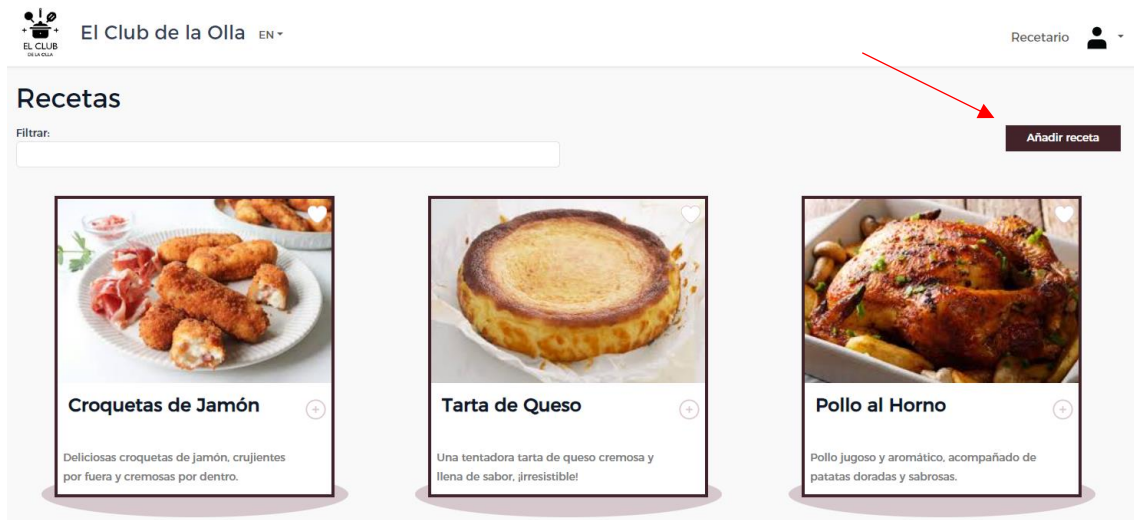 EL CLUB
DE LA OLLA
El Club de la Olla
EN
Recetario
Recetas
Filtrar:
Añadir receta
Croquetas de Jamón
Deliciosas croquetas de jamón, crujientes
por fuera y cremosas por dentro.
Tarta de Queso
Una tentadora tarta de queso cremosa y
llena de sabor, ¡irresistible!
Pollo al Horno
Pollo jugoso y aromático, acompañado de
patatas doradas y sabrosas.